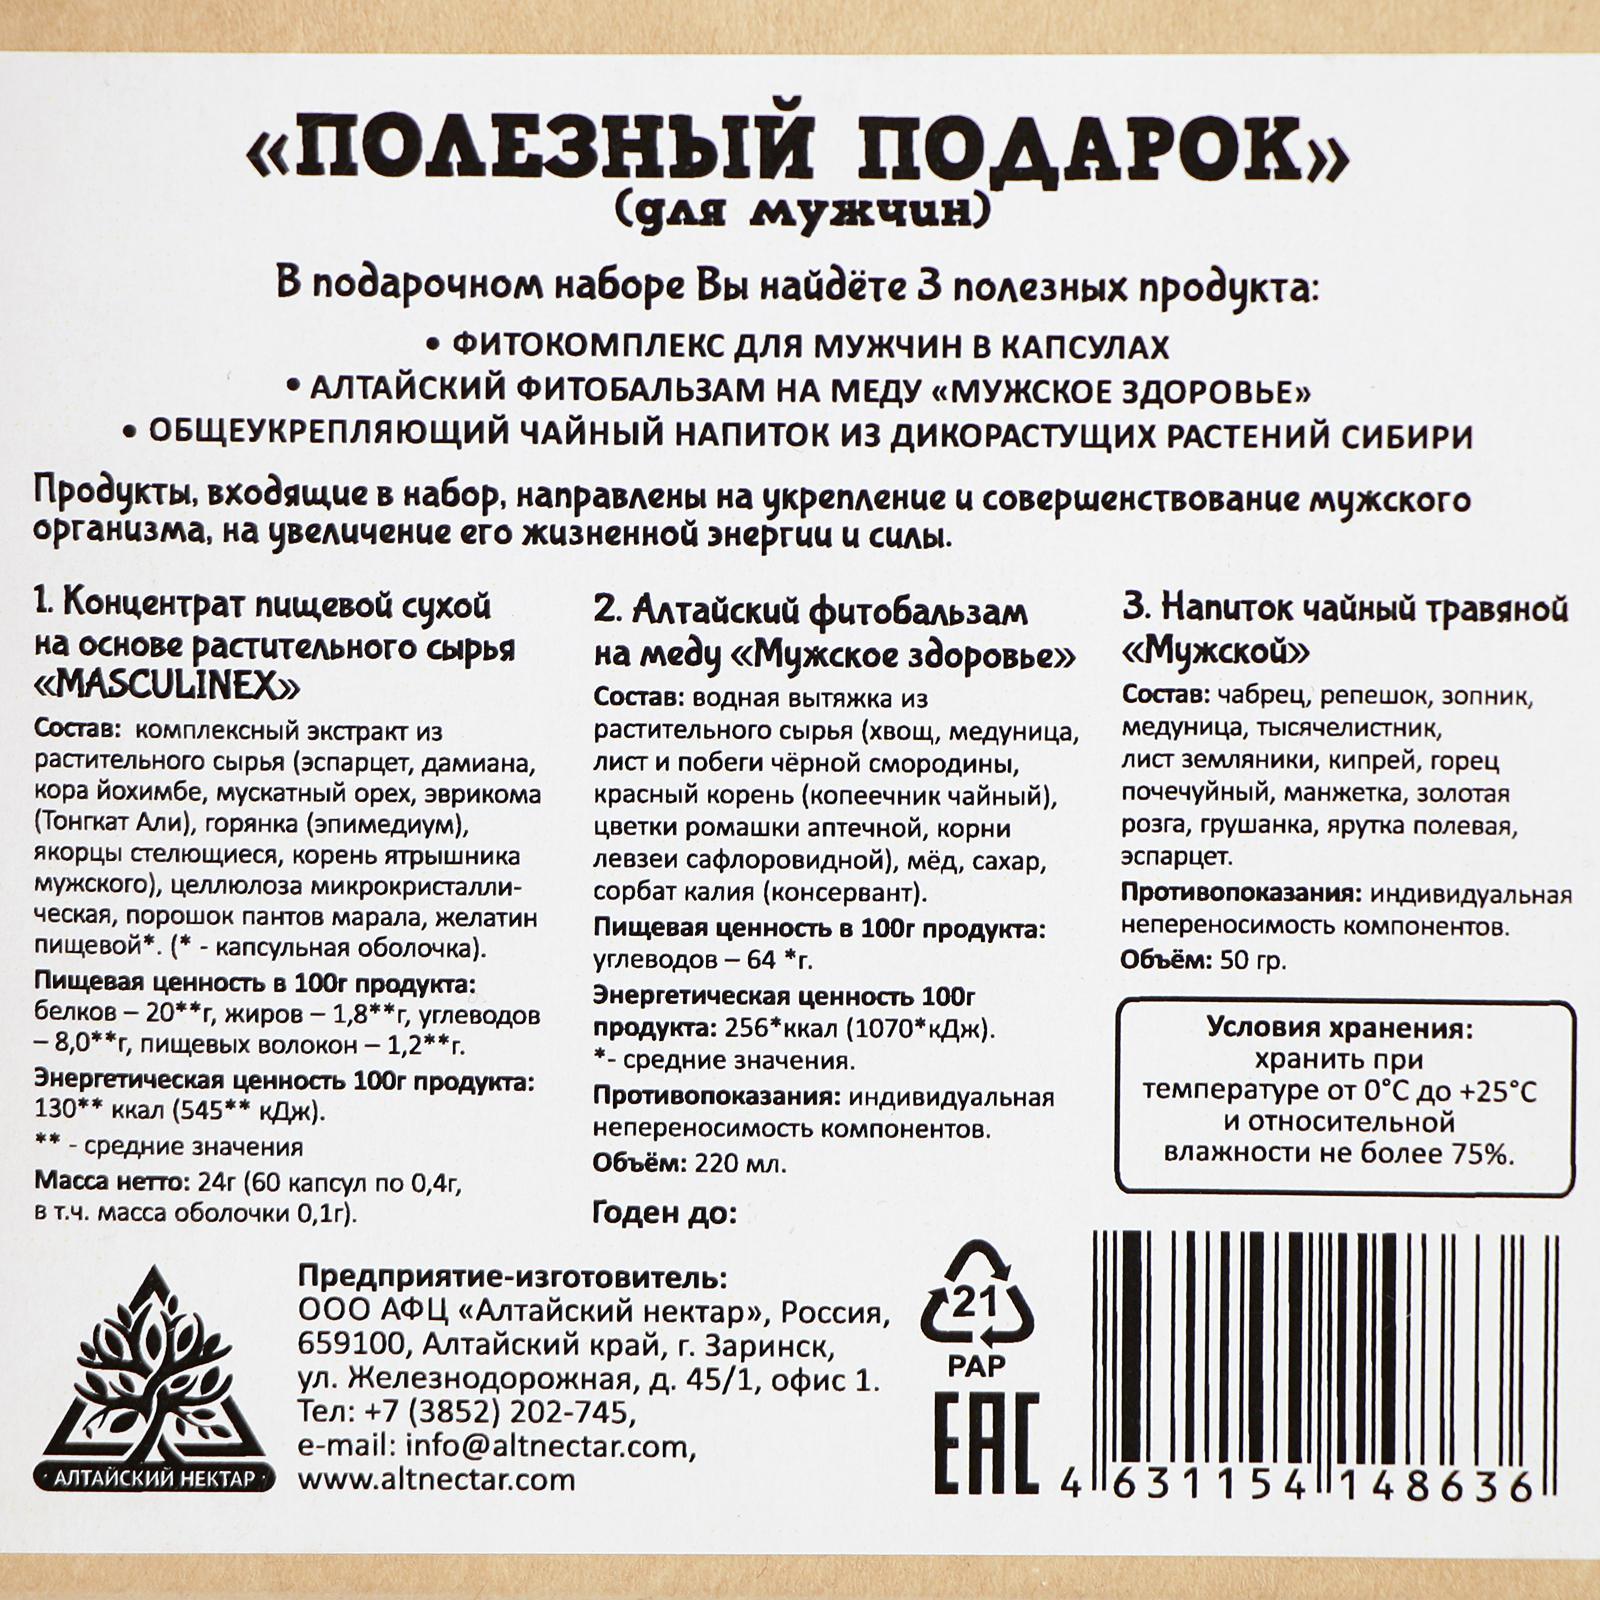 «ПОЛЕЗНЫЙ ПОДАРОК»
(для мужчин)
В подарочном наборе Вы найдёте 3 полезных продукта:
• ФИТОКОМПЛЕКС ДЛЯ МУЖЧИН В КАПСУЛАХ
• АЛТАЙСКИЙ ФИТОБАЛЬЗАМ НА МЕДУ «МУЖСКОЕ ЗДОРОВЬЕ»
• ОБЩЕУКРЕПЛЯЮЩИЙ ЧАЙНЫЙ НАПИТОК ИЗ ДИКОРАСТУЩИХ РАСТЕНИЙ СИБИРИ
Продукты, входящие в набор, направлены на укрепление и совершенствование мужского
организма, на увеличение его жизненной энергии и силы.
1. Концентрат пищевой сухой
на основе растительного сырья
«MASCULINEX»
Состав: комплексный экстракт из
растительного сырья (эспарцет, дамиана,
кора йохимбе, мускатный орех, эврикома
(Тонгкат Али), горянка (эпимедиум),
якорцы стелющиеся, корень ятрышника
мужского), целлюлоза микрокристалли-
ческая, порошок пантов марала, желатин
пищевой*. (* - капсульная оболочка).
Пищевая ценность в 100г продукта:
белков – 20**г, жиров – 1,8**г, углеводов
– 8,0**г, пищевых волокон – 1,2**г.
Энергетическая ценность 100г продукта:
130** ккал (545** кДж).
** - средние значения
Масса нетто: 24г (60 капсул по 0,4г,
в т.ч. масса оболочки 0,1г).
2. Алтайский фитобальзам
на меду «Мужское здоровье»
Состав: водная вытяжка из
растительного сырья (хвощ, медуница,
лист и побеги чёрной смородины,
красный корень (копеечник чайный),
цветки ромашки аптечной, корни
левзеи сафлоровидной), мёд, сахар,
сорбат калия (консервант).
Пищевая ценность в 100г продукта:
углеводов – 64 *г.
Энергетическая ценность 100г
продукта: 256*ккал (1070*кДж).
*- средние значения.
Противопоказания: индивидуальная
непереносимость компонентов.
Объём: 220 мл.
Годен до:
3. Напиток чайный травяной
«Мужской»
Состав: чабрец, репешок, зопник,
медуница, тысячелистник,
лист земляники, кипрей, горец
почечуйный, манжетка, золотая
розга, грушанка, ярутка полевая,
эспарцет.
Противопоказания: индивидуальная
непереносимость компонентов.
Объём: 50 гр.
Условия хранения:
хранить при
температуре от 0°С до +25°С
и относительной
влажности не более 75%.
АЛТАЙСКИЙ НЕКТАР
Предприятие-изготовитель:
ООО АФЦ «Алтайский нектар», Россия,
659100, Алтайский край, г. Заринск,
ул. Железнодорожная, д. 45/1, офис 1.
Тел: +7 (3852) 202-745,
e-mail: info@altnectar.com,
www.altnectar.com
21
PAP
EAC
4 631154 148636